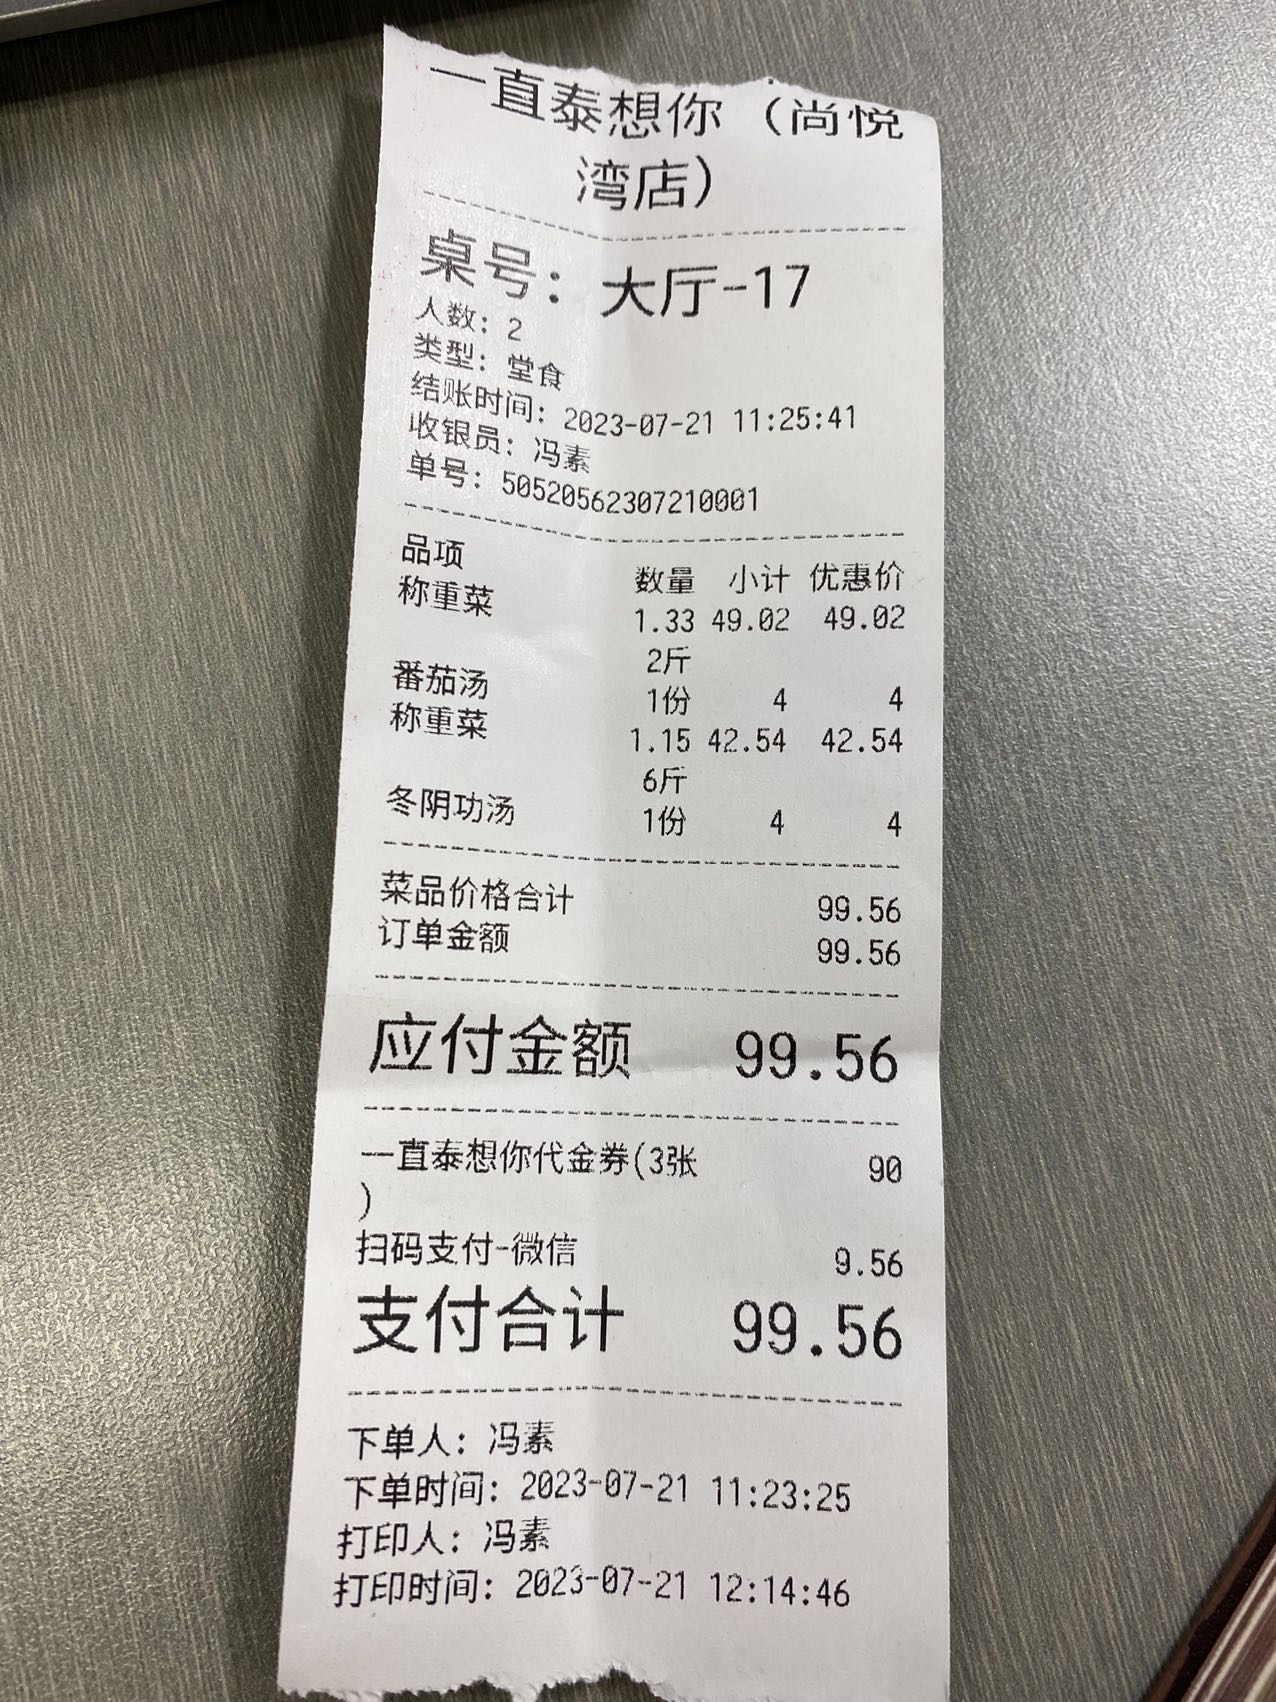 一直泰想你（尚悦
湾店）
桌号：大厅-17
人数：2
类型：堂食
结账时间：2023-07-21 11:25:41
收银员：冯素
单号：505205623072100​01
品项 数量 小计 优惠价
称重菜 1.33 49.02 49.02
2斤
番茄汤 1份 4 4
称重菜 1.15 42.54 42.54
6斤
冬阴功汤 1份 4 4
菜品价格合计 99.56
订单金额 99.56
应付金额 99.56
一直泰想你代金券(3张 90
)
扫码支付-微信 9.56
支付合计 99.56
下单人：冯素
下单时间：2023-07-21 11:23:25
打印人：冯素
打印时间：2023-07-21 12:14:46